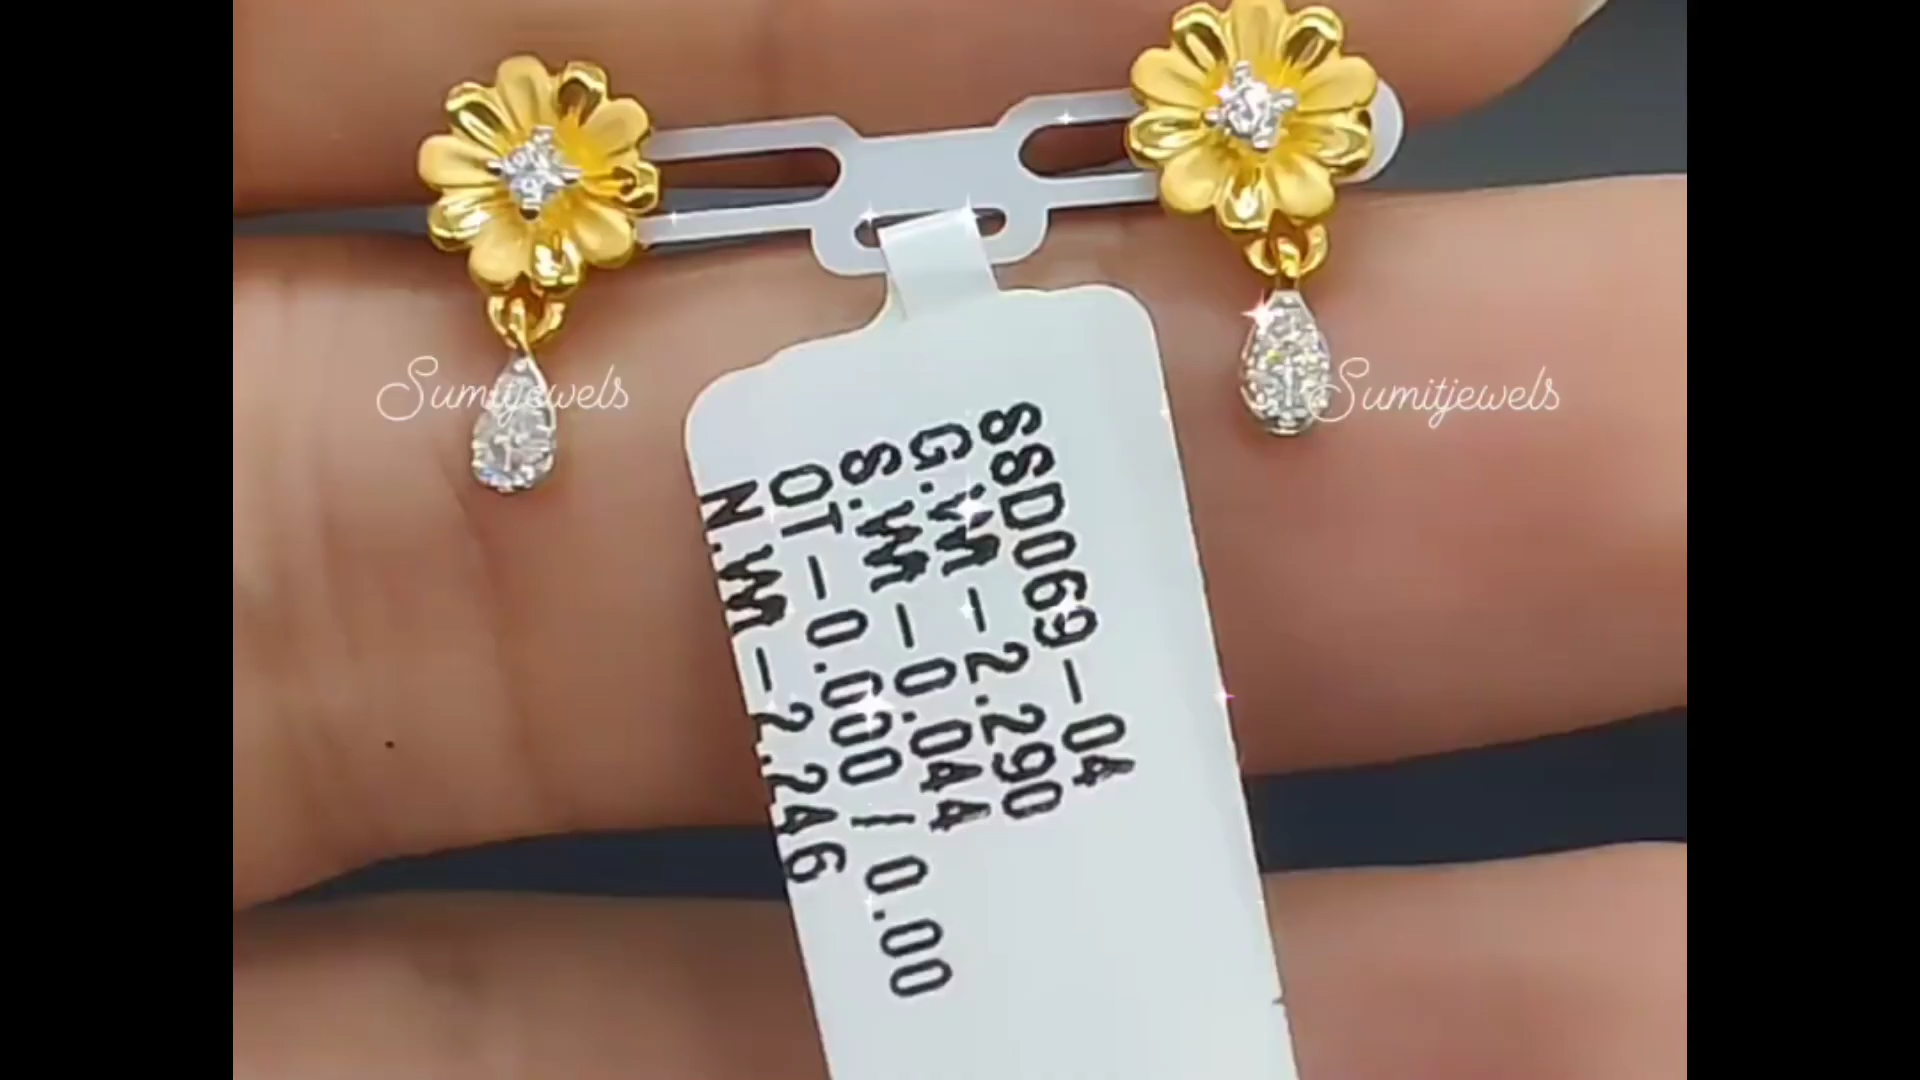 SSD069-04
G.W-2.290
S.W-0.044
OT-0.000/0.00
N.W-2.246
Sumitjewels
Sumitjewels